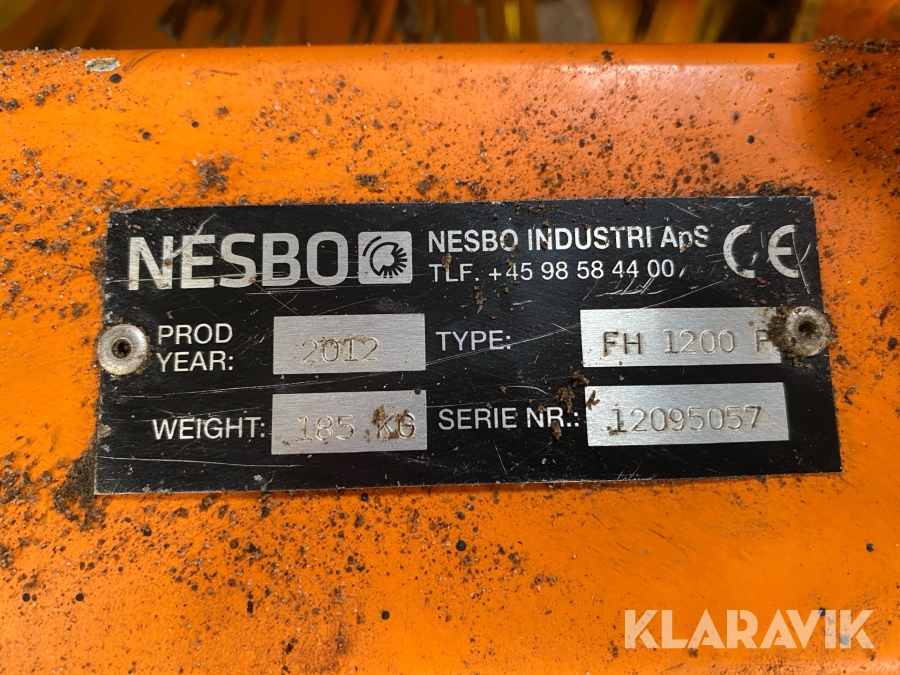 NESBO
NESBO INDUSTRI ApS
TLF. +45 98 58 44 00
CE
PROD YEAR: 2012
TYPE: FH 1200
WEIGHT: 185 KG
SERIE NR.: 12095057
KLARAVIK